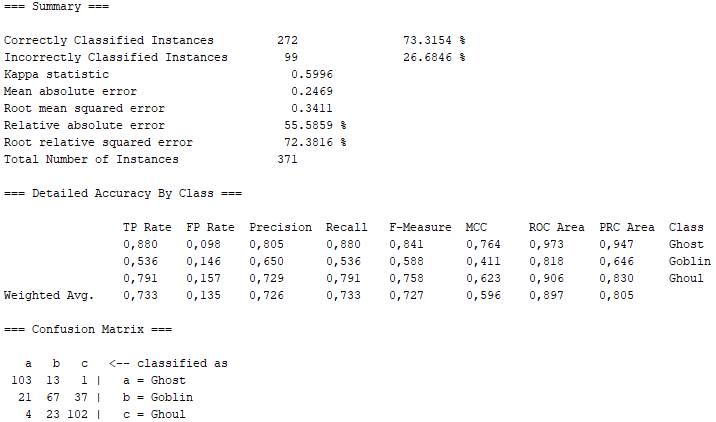 === Summary ===
Correctly Classified Instances 272 73.3154 %
Incorrectly Classified Instances 99 26.6846 %
Kappa statistic 0.5996
Mean absolute error 0.2469
Root mean squared error 0.3411
Relative absolute error 55.5859 %
Root relative squared error 72.3816 %
Total Number of Instances 371
=== Detailed Accuracy By Class ===
TP Rate FP Rate Precision Recall F-Measure MCC ROC Area PRC Area Class
0,880 0,098 0,805 0,880 0,841 0,764 0,973 0,947 Ghost
0,536 0,146 0,650 0,536 0,588 0,411 0,818 0,646 Goblin
0,791 0,157 0,729 0,791 0,758 0,623 0,906 0,830 Ghoul
Weighted Avg. 0,733 0,135 0,726 0,733 0,727 0,596 0,897 0,805
=== Confusion Matrix ===
a b c <-- classified as
103 13 1 | a = Ghost
21 67 37 | b = Goblin
4 23 102 | c = Ghoul